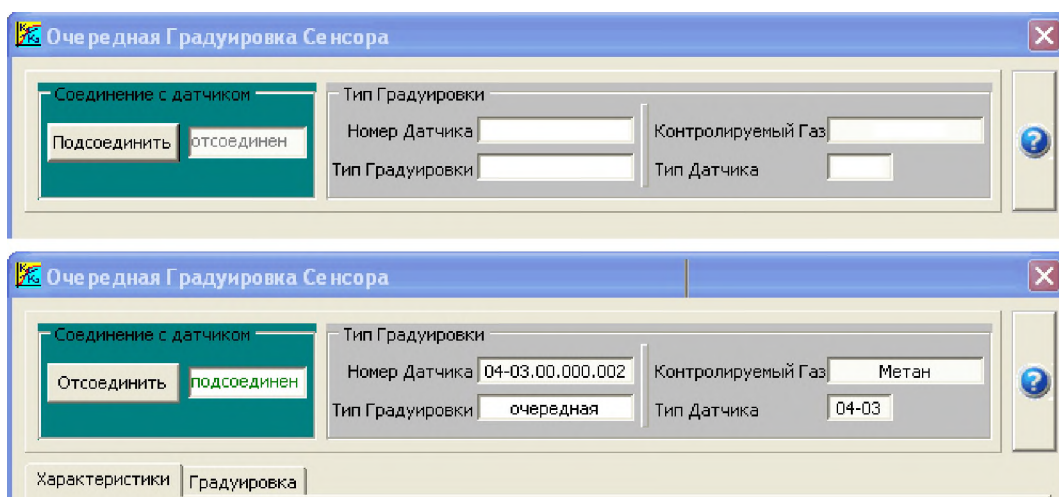 Очередная Градуировка Сенсора
Соединение с датчиком
Подсоединить отсоединен
Тип Градуировки
Номер Датчика
Контролируемый Газ
Тип Градуировки
Тип Датчика
Очередная Градуировка Сенсора
Соединение с датчиком
Отсоединить подсоединен
Тип Градуировки
Номер Датчика 04-03.00.000.002
Контролируемый Газ Метан
Тип Градуировки очередная
Тип Датчика 04-03
Характеристики Градуировка